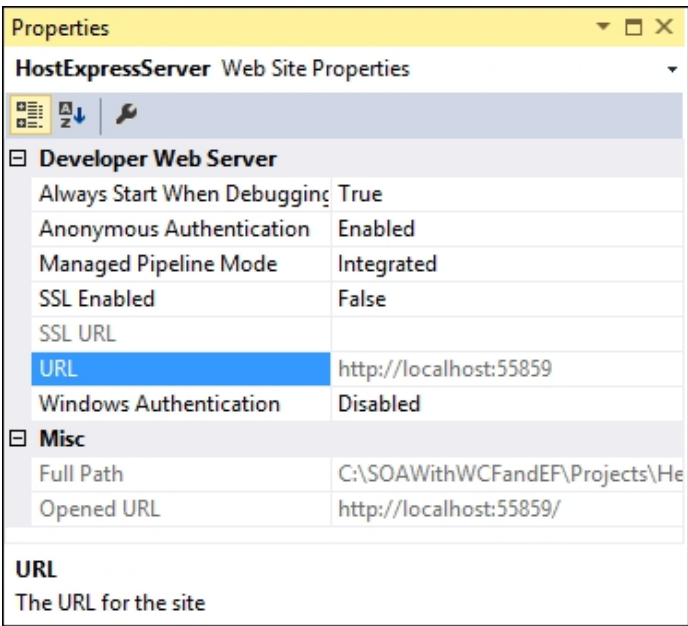 Properties
HostExpressServer Web Site Properties
Developer Web Server
Always Start When Debugging True
Anonymous Authentication Enabled
Managed Pipeline Mode Integrated
SSL Enabled False
SSL URL
URL http://localhost:55859
Windows Authentication Disabled
Misc
Full Path C:\SOAWithWCFandEF\Projects\He
Opened URL http://localhost:55859/
URL
The URL for the site